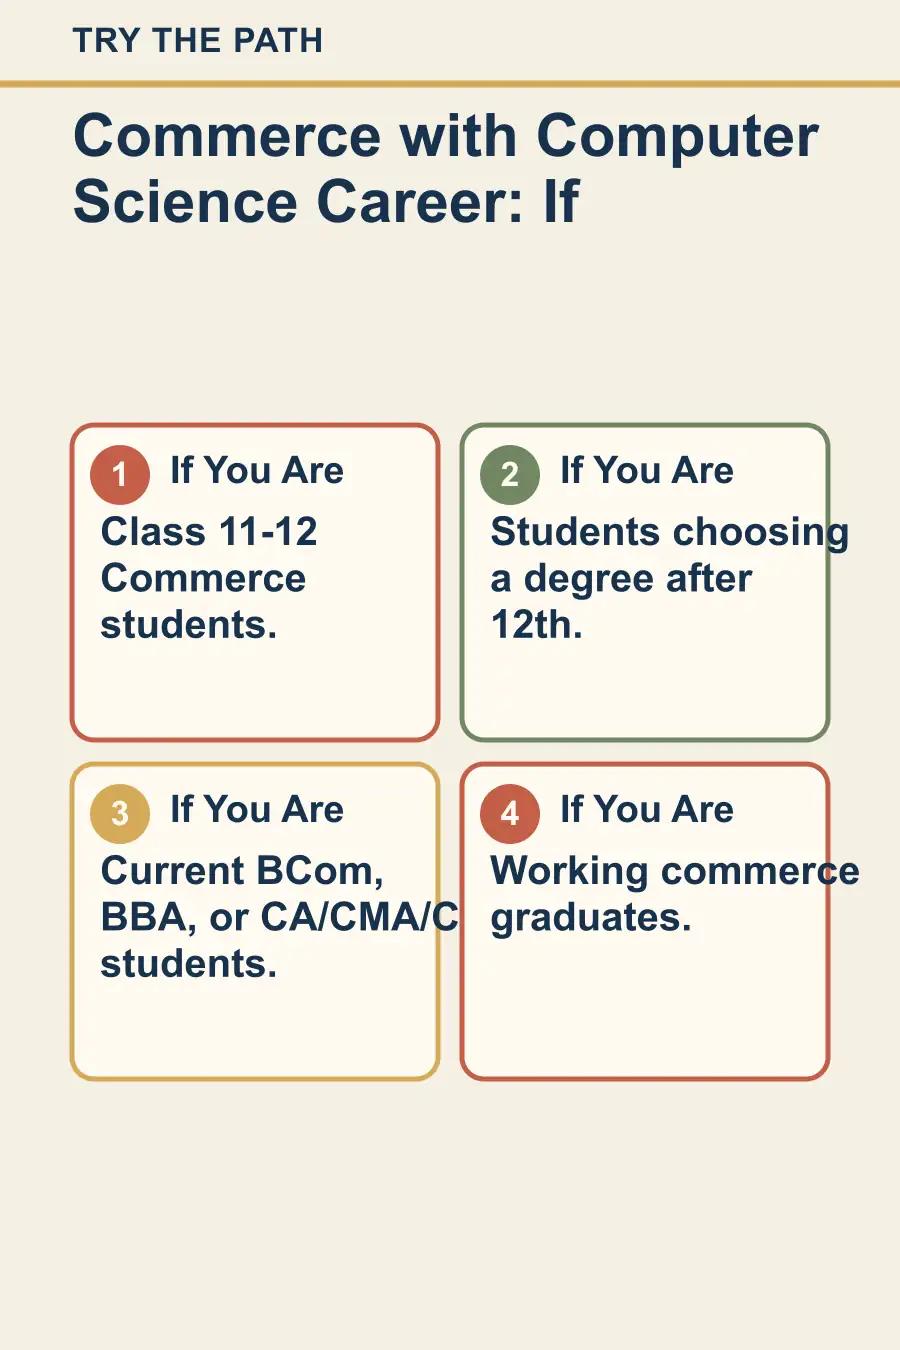 TRY THE PATH
Commerce with Computer
Science Career: If
1 If You Are
Class 11-12
Commerce
students.
2 If You Are
Students choosing
a degree after
12th.
3 If You Are
Current BCom,
BBA, or CA/CMA/C
students.
4 If You Are
Working commerce
graduates.